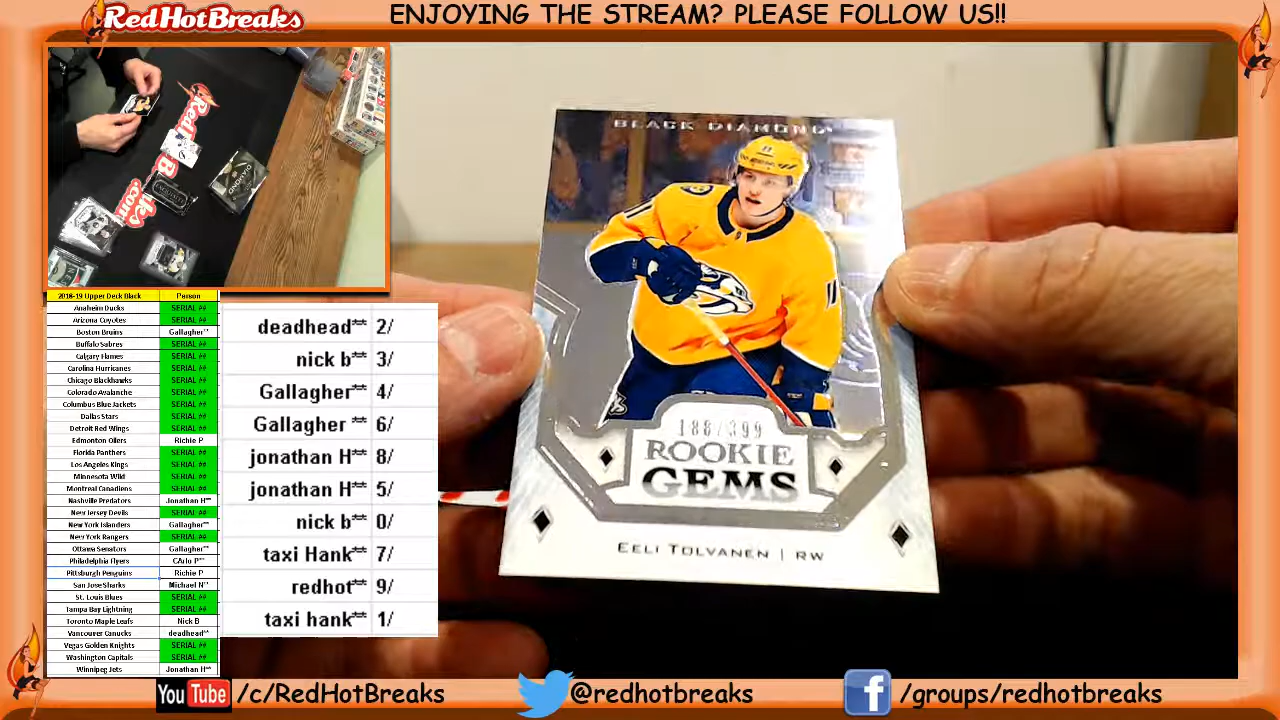 RedHotBreaks
ENJOYING THE STREAM? PLEASE FOLLOW US!!
BLACK DIAMOND
188/399
ROOKIE
GEMS
EELI TOLVANEN | RW
2018-19 Upper Deck Black Person
Anaheim Ducks SERIAL ##
Arizona Coyotes SERIAL ##
Boston Bruins Gallagher**
Buffalo Sabres SERIAL ##
Calgary Flames SERIAL ##
Carolina Hurricanes SERIAL ##
Chicago Blackhawks SERIAL ##
Colorado Avalanche SERIAL ##
Columbus Blue Jackets SERIAL ##
Dallas Stars SERIAL ##
Detroit Red Wings SERIAL ##
Edmonton Oilers Richie P
Florida Panthers SERIAL ##
Los Angeles Kings SERIAL ##
Minnesota Wild SERIAL ##
Montreal Canadiens SERIAL ##
Nashville Predators Jonathan H**
New Jersey Devils SERIAL ##
New York Islanders Gallagher**
New York Rangers SERIAL ##
Ottawa Senators Gallagher**
Philadelphia Flyers CArlo P**
Pittsburgh Penguins Richie P
San Jose Sharks Michael N**
St. Louis Blues SERIAL ##
Tampa Bay Lightning SERIAL ##
Toronto Maple Leafs Nick B
Vancouver Canucks deadhead**
Vegas Golden Knights SERIAL ##
Washington Capitals SERIAL ##
Winnipeg Jets Jonathan H**
deadhead** 2/
nick b** 3/
Gallagher** 4/
Gallagher ** 6/
jonathan H** 8/
jonathan H** 5/
nick b** 0/
taxi Hank** 7/
redhot** 9/
taxi hank** 1/
YouTube /c/RedHotBreaks
@redhotbreaks
f /groups/redhotbreaks